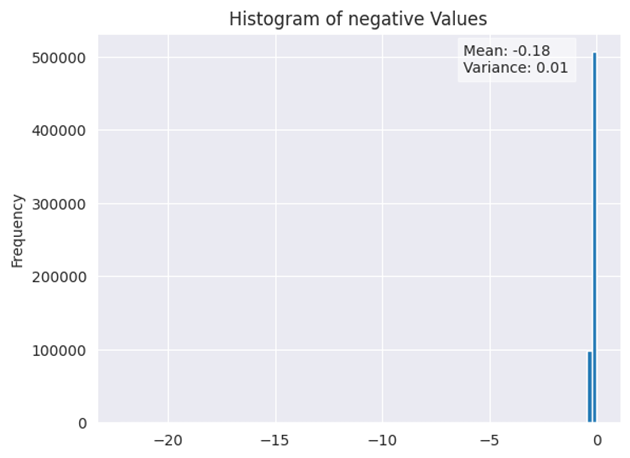 Histogram of negative Values
Mean: -0.18
Variance: 0.01
Frequency
500000
400000
300000
200000
100000
0
−20
−15
−10
−5
0